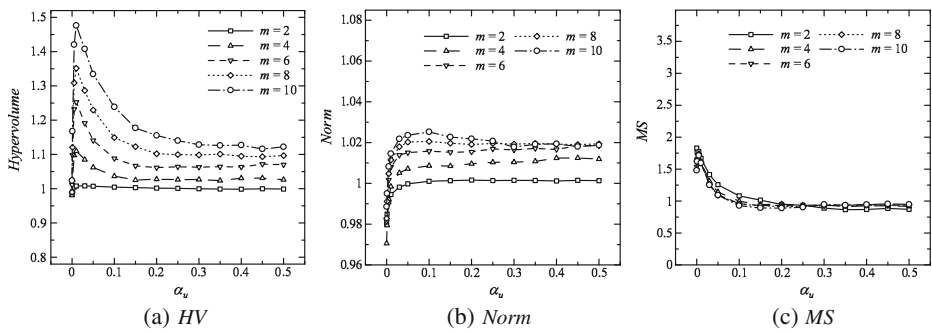 1.5
1.4
1.3
1.2
1.1
1.0
0.9
0.8
Hypervolume
m = 2
m = 4
m = 6
m = 8
m = 10
0 0.1 0.2 0.3 0.4 0.5
αu
(a) HV
1.06
1.04
1.02
1
0.98
0.96
Norm
m = 2 m = 8
m = 4 m = 10
m = 6
0 0.1 0.2 0.3 0.4 0.5
αu
(b) Norm
3.5
3
2.5
2
1.5
1
0.5
0
MS
m = 2 m = 8
m = 4 m = 10
m = 6
0 0.1 0.2 0.3 0.4 0.5
αu
(c) MS